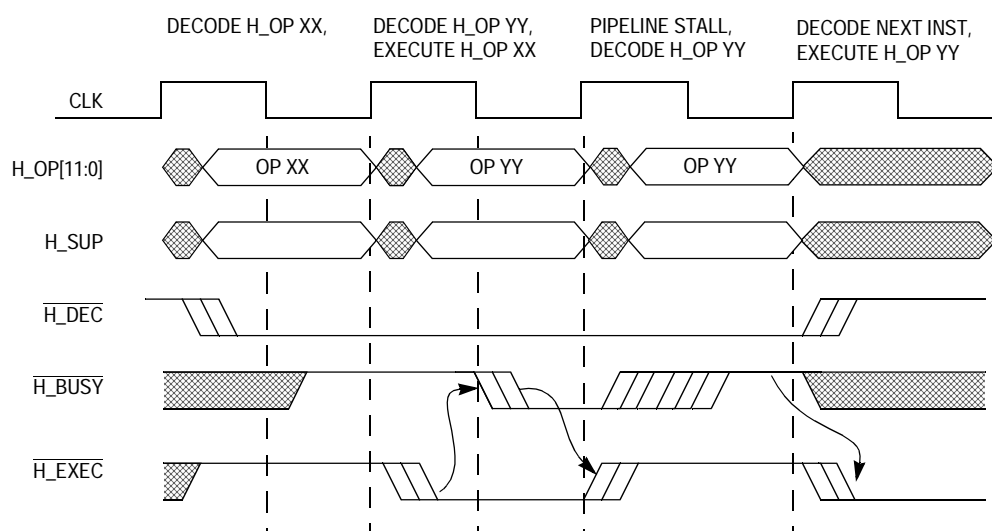 DECODE H_OP XX,
DECODE H_OP YY,
EXECUTE H_OP XX
PIPELINE STALL,
DECODE H_OP YY
DECODE NEXT INST,
EXECUTE H_OP YY
CLK
H_OP[11:0]
OP XX
OP YY
OP YY
H_SUP
H_DEC
H_BUSY
H_EXEC